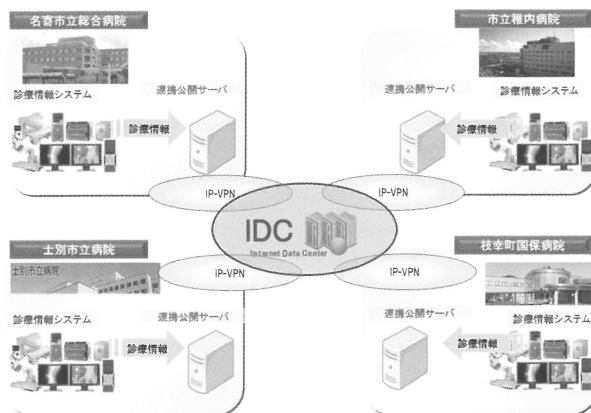 名寄市立総合病院
連携公開サーバ
診療情報システム
診療情報
市立稚内病院
連携公開サーバ
診療情報システム
診療情報
IP-VPN
IP-VPN
IDC
Internet Data Center
IP-VPN
IP-VPN
士別市立病院
士別市立病院
診療情報システム
連携公開サーバ
診療情報
枝幸町国保病院
連携公開サーバ
診療情報システム
診療情報